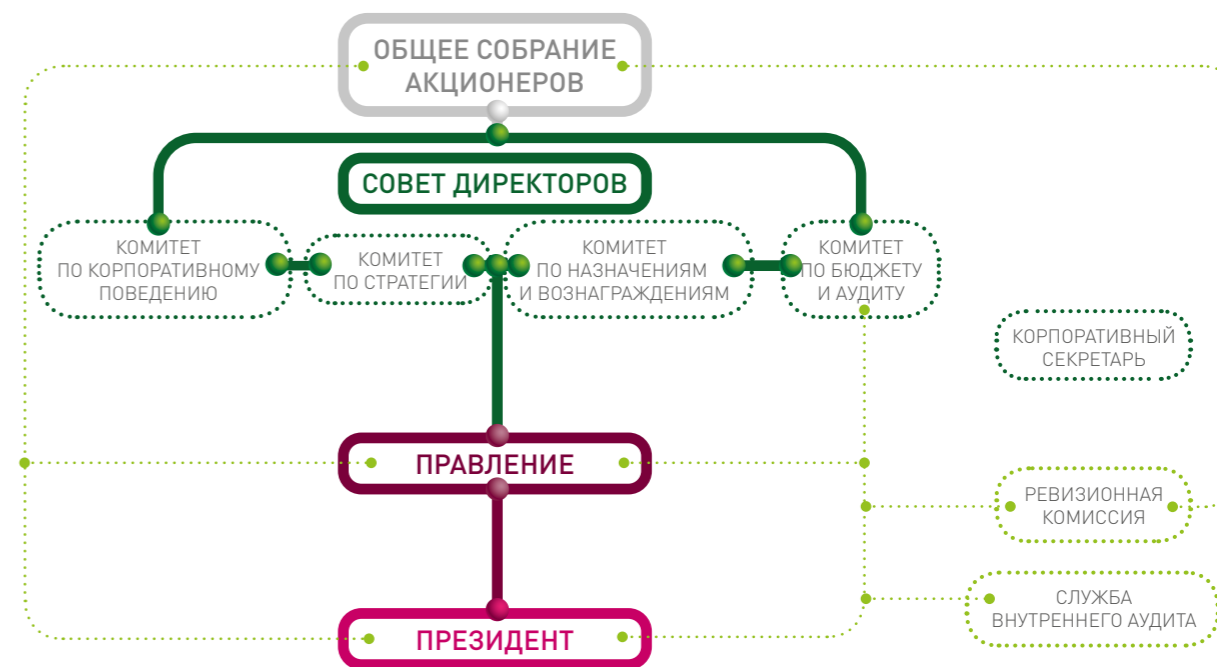 ОБЩЕЕ СОБРАНИЕ
АКЦИОНЕРОВ
СОВЕТ ДИРЕКТОРОВ
КОМИТЕТ
ПО КОРПОРАТИВНОМУ
ПОВЕДЕНИЮ
КОМИТЕТ
ПО СТРАТЕГИИ
КОМИТЕТ
ПО НАЗНАЧЕНИЯМ
И ВОЗНАГРАЖДЕНИЯМ
КОМИТЕТ
ПО БЮДЖЕТУ
И АУДИТУ
КОРПОРАТИВНЫЙ
СЕКРЕТАРЬ
ПРАВЛЕНИЕ
РЕВИЗИОННАЯ
КОМИССИЯ
СЛУЖБА
ВНУТРЕННЕГО АУДИТА
ПРЕЗИДЕНТ